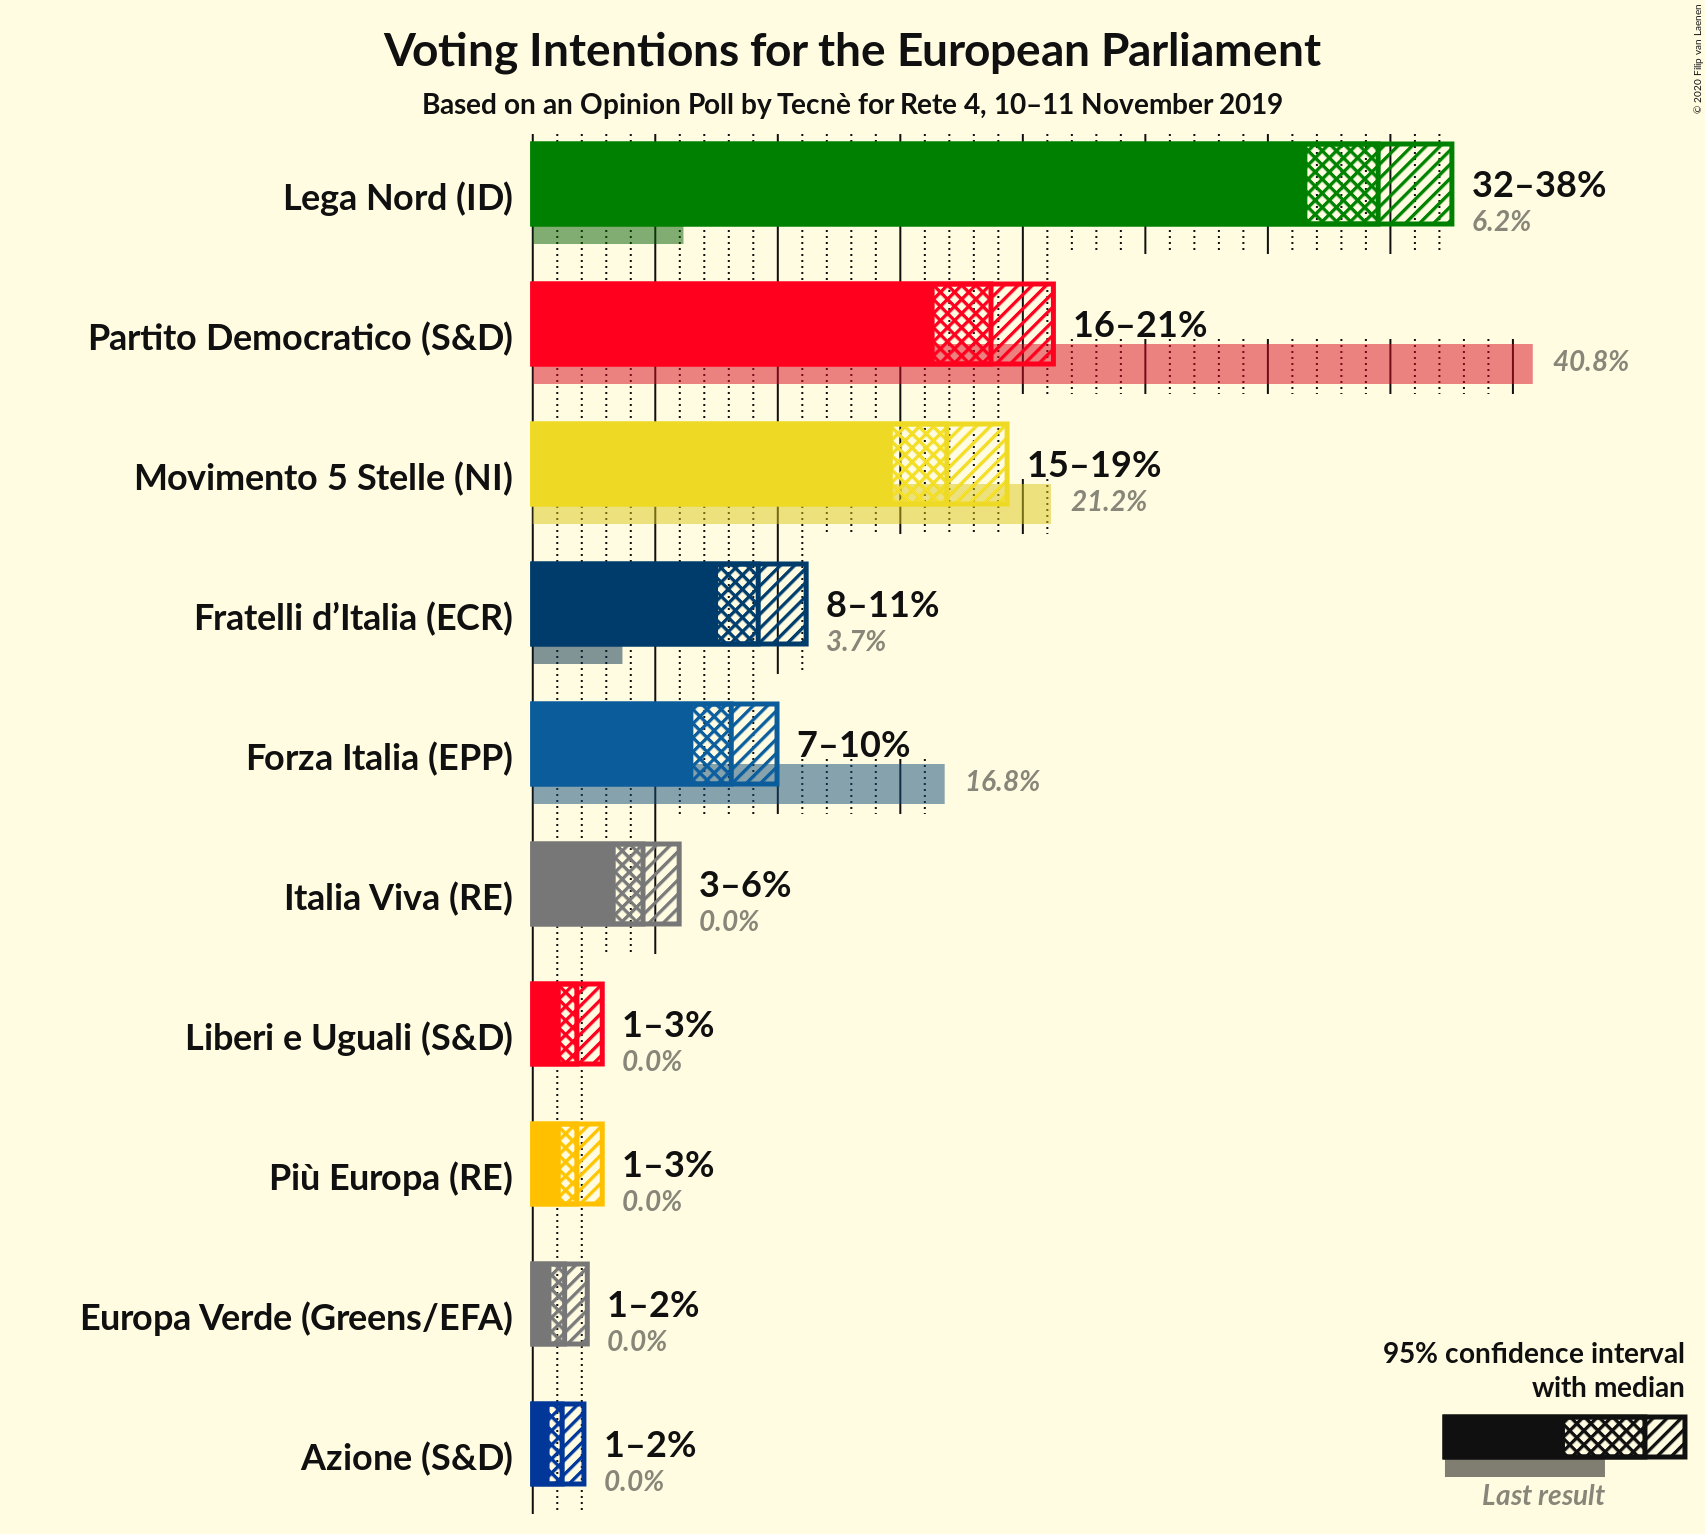 Voting Intentions for the European Parliament
Based on an Opinion Poll by Tecnè for Rete 4, 10–11 November 2019
© 2020 Filip van Laenen
Lega Nord (ID)
32–38%
6.2%
Partito Democratico (S&D)
16–21%
40.8%
Movimento 5 Stelle (NI)
15–19%
21.2%
Fratelli d’Italia (ECR)
8–11%
3.7%
Forza Italia (EPP)
7–10%
16.8%
Italia Viva (RE)
3–6%
0.0%
Liberi e Uguali (S&D)
1–3%
0.0%
Più Europa (RE)
1–3%
0.0%
Europa Verde (Greens/EFA)
1–2%
0.0%
Azione (S&D)
1–2%
0.0%
95% confidence interval
with median
Last result